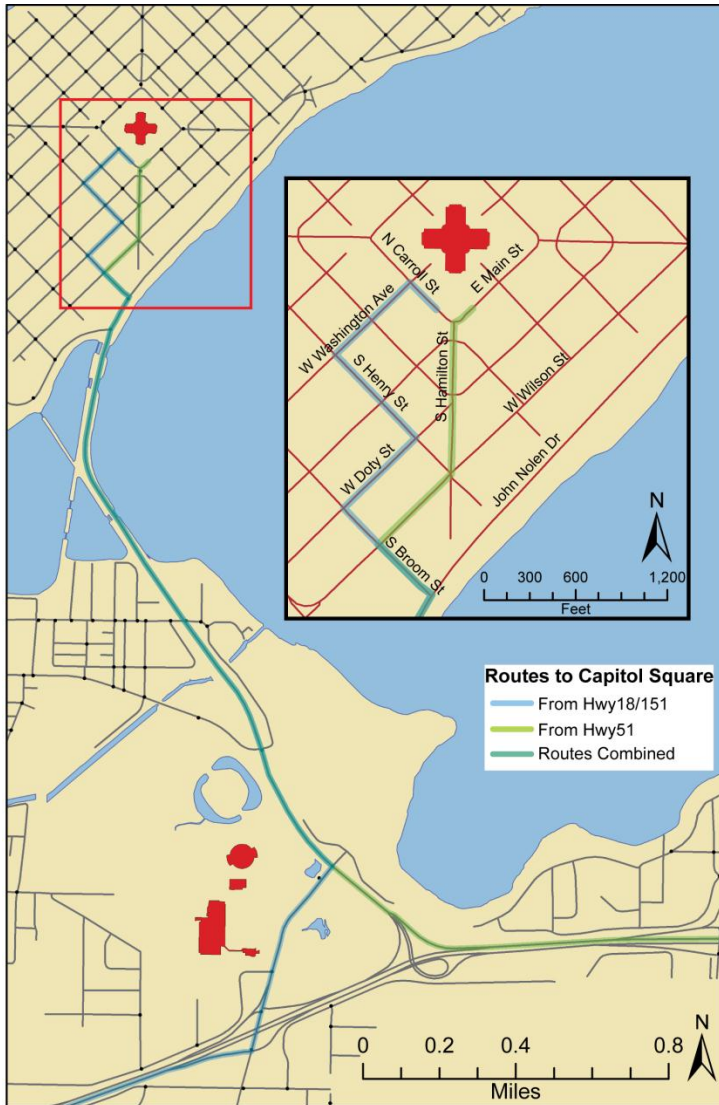 N Carroll St
E Main St
W Washington Ave
S Henry St
S Hamilton St
W Wilson St
W Doty St
John Nolen Dr
S Broom St
N
0 300 600 1,200
Feet
Routes to Capitol Square
From Hwy18/151
From Hwy51
Routes Combined
N
0 0.2 0.4 0.8
Miles